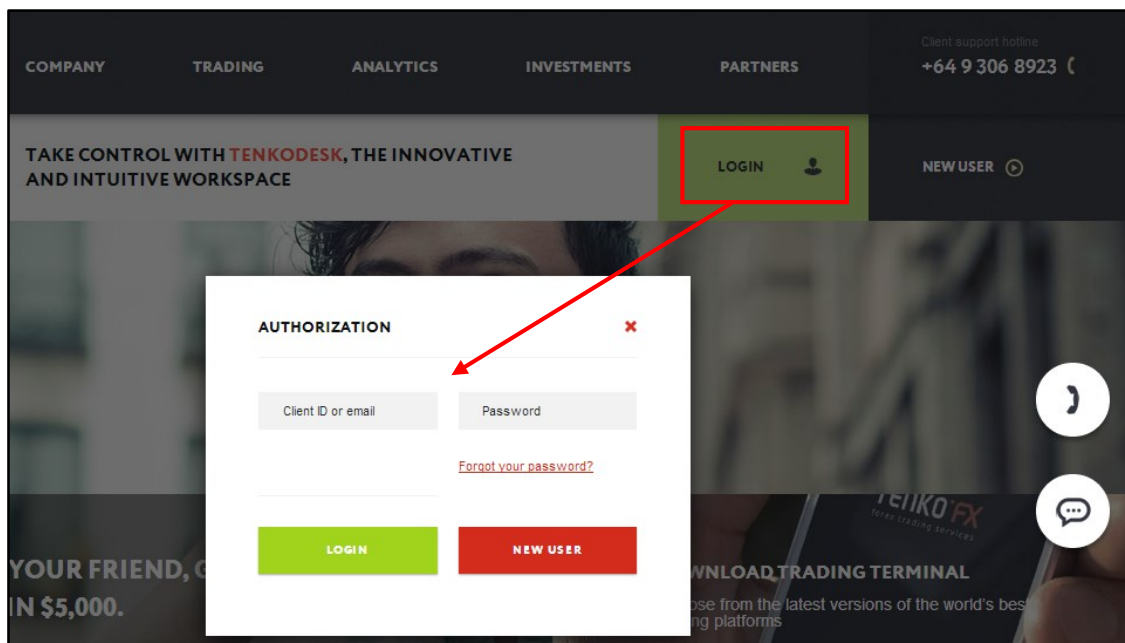 Client support hotline
COMPANY TRADING ANALYTICS INVESTMENTS PARTNERS +64 9 306 8923
TAKE CONTROL WITH TENKODESK, THE INNOVATIVE
AND INTUITIVE WORKSPACE
LOGIN
NEW USER
AUTHORIZATION
Client ID or email
Password
Forgot your password?
LOGIN
NEW USER
TENKOFX
forex trading services
YOUR FRIEND, G
IN $5,000.
WNLOAD TRADING TERMINAL
ose from the latest versions of the world's bes
ng platforms